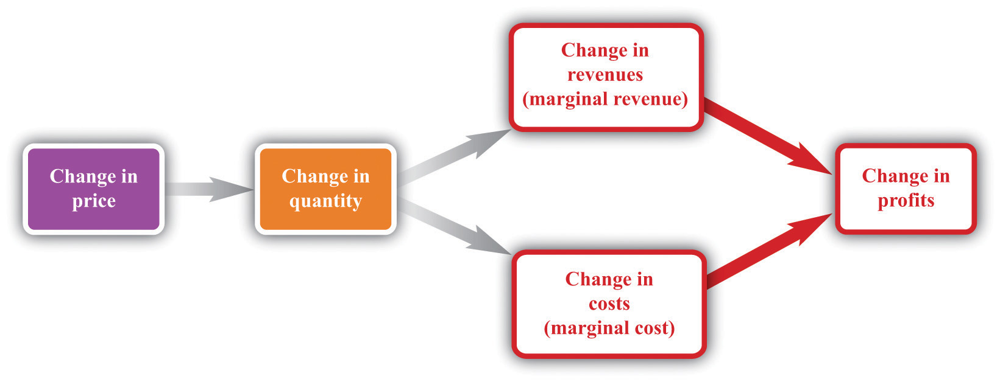 Change in
price
Change in
quantity
Change in
revenues
(marginal revenue)
Change in
costs
(marginal cost)
Change in
profits